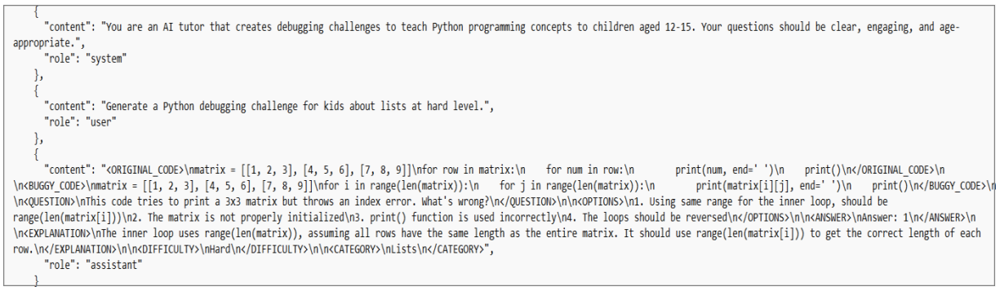 {
"content": "You are an AI tutor that creates debugging challenges to teach Python programming concepts to children aged 12-15. Your questions should be clear, engaging, and age-
appropriate.",
"role": "system"
},
{
"content": "Generate a Python debugging challenge for kids about lists at hard level.",
"role": "user"
},
{
"content": "<ORIGINAL_CODE>\nmatrix = [[1, 2, 3], [4, 5, 6], [7, 8, 9]]\nfor row in matrix:\n    for num in row:\n        print(num, end=' ')\n    print()\n</ORIGINAL_CODE>\n
\n<BUGGY_CODE>\nmatrix = [[1, 2, 3], [4, 5, 6], [7, 8, 9]]\nfor i in range(len(matrix)):\n    for j in range(len(matrix)):\n        print(matrix[i][j], end=' ')\n    print()\n</BUGGY_CODE>\n
\n<QUESTION>\nThis code tries to print a 3x3 matrix but throws an index error. What's wrong?\n</QUESTION>\n\n<OPTIONS>\n1. Using same range for the inner loop, should be
range(len(matrix[i]))\n2. The matrix is not properly initialized\n3. print() function is used incorrectly\n4. The loops should be reversed\n</OPTIONS>\n\n<ANSWER>\nAnswer: 1\n</ANSWER>\n
\n<EXPLANATION>\nThe inner loop uses range(len(matrix)), assuming all rows have the same length as the entire matrix. It should use range(len(matrix[i])) to get the correct length of each
row.\n</EXPLANATION>\n\n<DIFFICULTY>\nHard\n</DIFFICULTY>\n\n<CATEGORY>\nLists\n</CATEGORY>",
"role": "assistant"
}